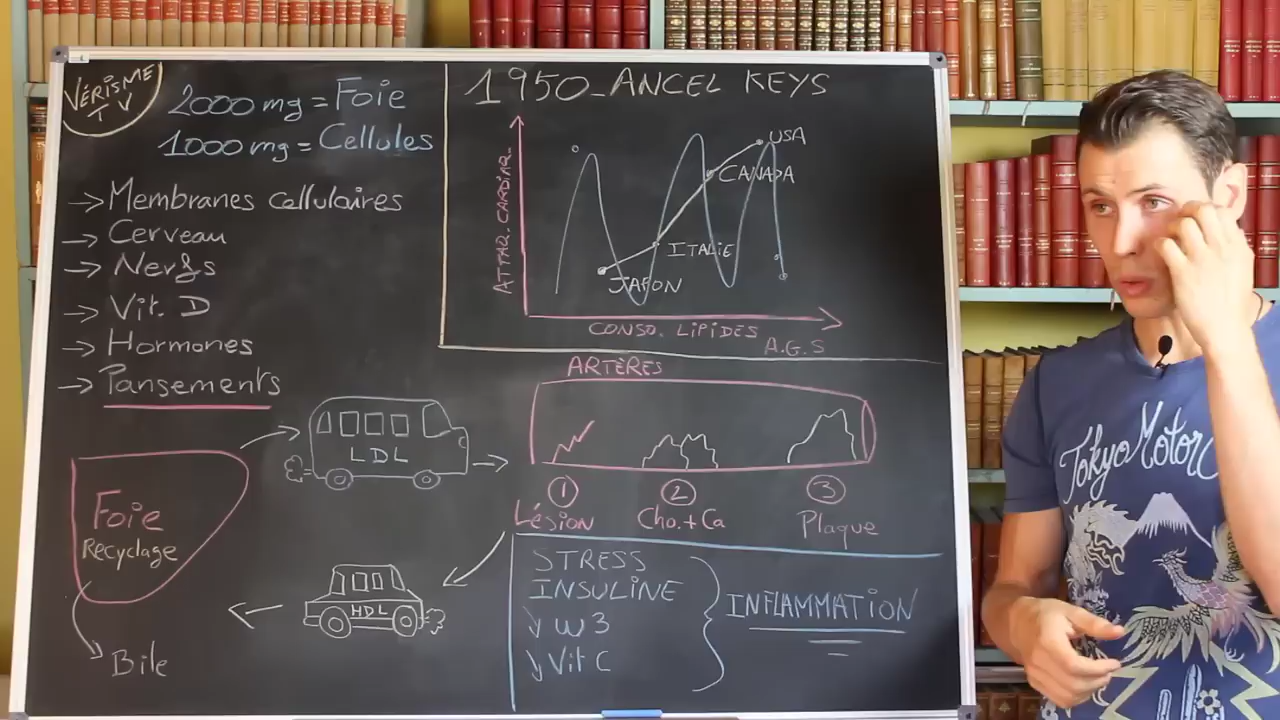 VÉRISME
TV
2000 mg = Foie
1000 mg = Cellules
→ Membranes cellulaires
→ Cerveau
→ Nerfs
→ Vit. D
→ Hormones
→ Pansements
Foie
Recyclage
Bile
LDL
HDL
1950_ANCEL KEYS
ATTAQ. CARDIAQ.
USA
CANADA
ITALIE
JAPON
CONSO. LIPIDES
A.G.S
ARTÈRES
① ② ③
Lésion Cho.+Ca Plaque
STRESS
INSULINE
↘ W3
↘ Vit C
INFLAMMATION
Tokyo Motors